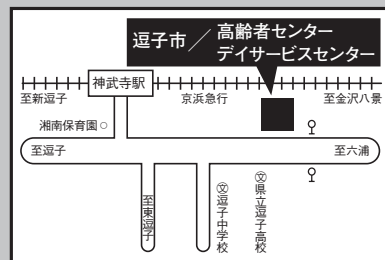 逗子市／高齢者センター
デイサービスセンター
神武寺駅
至新逗子
京浜急行
至金沢八景
湘南保育園
至逗子
至六浦
至東逗子
文逗子中学校
文県立逗子高校